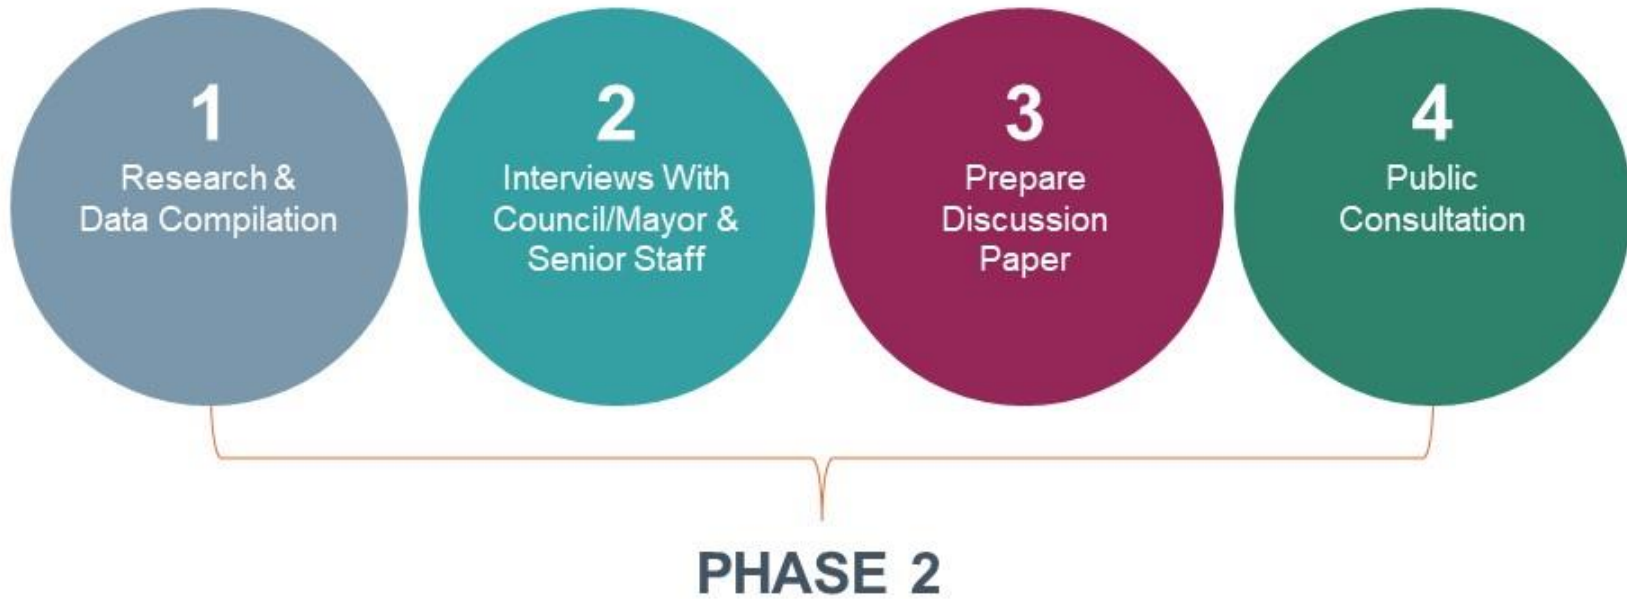 1
Research &
Data Compilation
2
Interviews With
Council/Mayor &
Senior Staff
3
Prepare
Discussion
Paper
4
Public
Consultation
PHASE 2